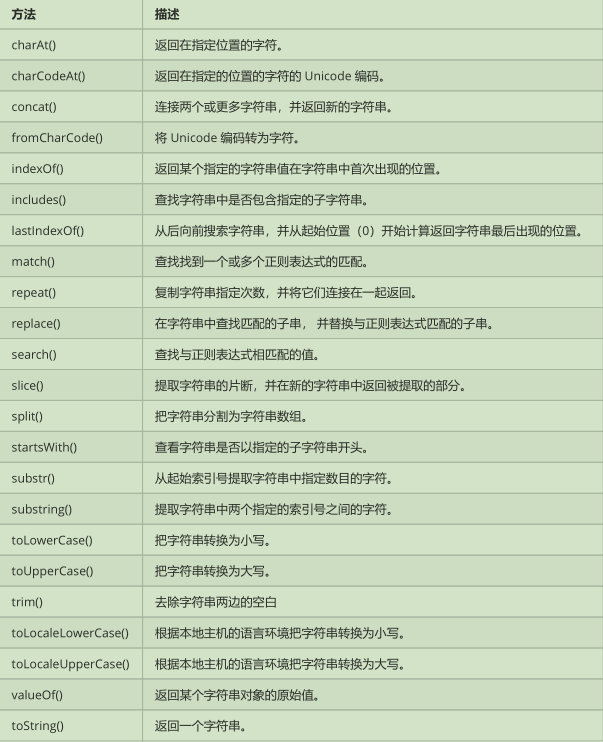 方法 描述
charAt() 返回在指定位置的字符。
charCodeAt() 返回在指定的位置的字符的 Unicode 编码。
concat() 连接两个或更多字符串，并返回新的字符串。
fromCharCode() 将 Unicode 编码转为字符。
indexOf() 返回某个指定的字符串值在字符串中首次出现的位置。
includes() 查找字符串中是否包含指定的子字符串。
lastIndexOf() 从后向前搜索字符串，并从起始位置（0）开始计算返回字符串最后出现的位置。
match() 查找找到一个或多个正则表达式的匹配。
repeat() 复制字符串指定次数，并将它们连接在一起返回。
replace() 在字符串中查找匹配的子串， 并替换与正则表达式匹配的子串。
search() 查找与正则表达式相匹配的值。
slice() 提取字符串的片断，并在新的字符串中返回被提取的部分。
split() 把字符串分割为字符串数组。
startsWith() 查看字符串是否以指定的子字符串开头。
substr() 从起始索引号提取字符串中指定数目的字符。
substring() 提取字符串中两个指定的索引号之间的字符。
toLowerCase() 把字符串转换为小写。
toUpperCase() 把字符串转换为大写。
trim() 去除字符串两边的空白
toLocaleLowerCase() 根据本地主机的语言环境把字符串转换为小写。
toLocaleUpperCase() 根据本地主机的语言环境把字符串转换为大写。
valueOf() 返回某个字符串对象的原始值。
toString() 返回一个字符串。